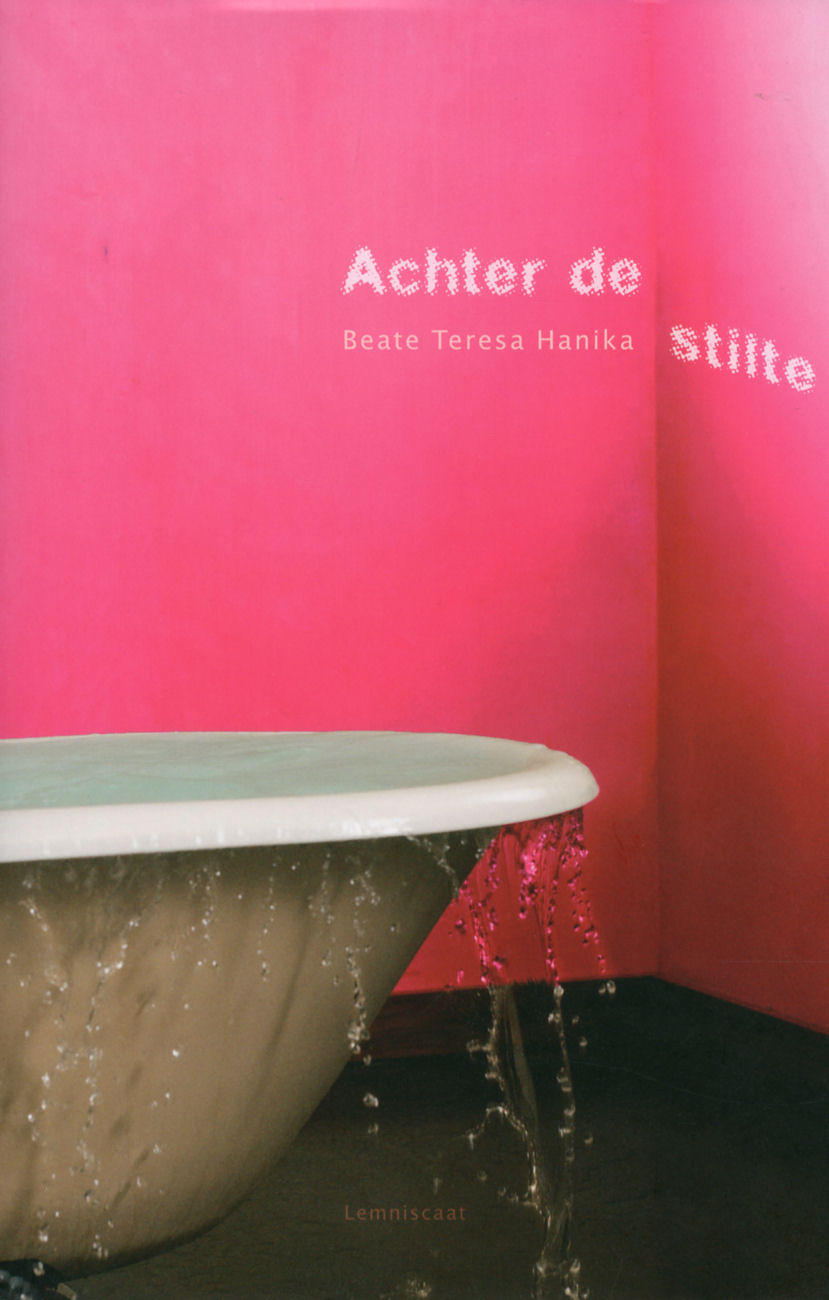 Achter de
stilte
Beate Teresa Hanika
Lemniscaat